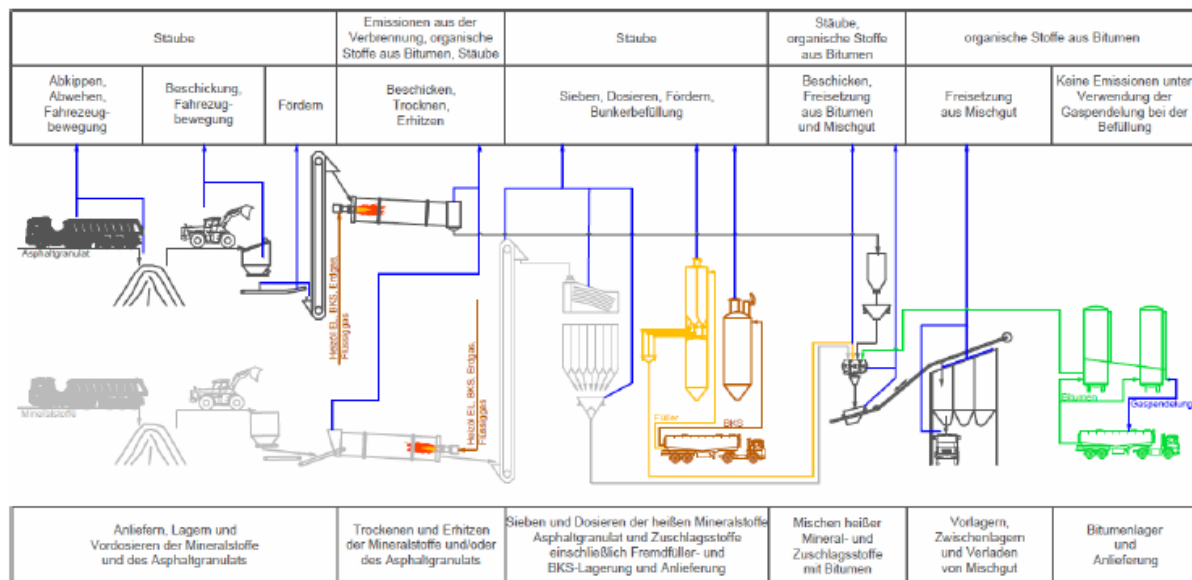 Stäube
Emissionen aus der
Verbrennung, organische
Stoffe aus Bitumen, Stäube
Stäube
Stäube,
organische Stoffe
aus Bitumen
organische Stoffe aus Bitumen
Abkippen,
Abwehen,
Fahrezeug-
bewegung
Beschickung,
Fahrezug-
bewegung
Fördern
Beschicken,
Trocknen,
Erhitzen
Sieben, Dosieren, Fördern,
Bunkerbefüllung
Beschicken,
Freisetzung
aus Bitumen
und Mischgut
Freisetzung
aus Mischgut
Keine Emissionen unter
Verwendung der
Gaspendelung bei der
Befüllung
Asphaltgranulat
Heizöl EL, BKS, Erdgas,
Flüssiggas
Mineralstoffe
Heizöl EL, BKS, Erdgas,
Flüssiggas
Füller
BKS
Bitumen
Gaspendelung
Anliefern, Lagern und
Vordosieren der Mineralstoffe
und des Asphaltgranulats
Trockenen und Erhitzen
der Mineralstoffe und/oder
des Asphaltgranulats
Sieben und Dosieren der heißen Mineralstoffe
Asphaltgranulat und Zuschlagsstoffe
einschließlich Fremdfüller- und
BKS-Lagerung und Anlieferung
Mischen heißer
Mineral- und
Zuschlagsstoffe
mit Bitumen
Vorlagern,
Zwischenlagern
und Verladen
von Mischgut
Bitumenlager
und
Anlieferung